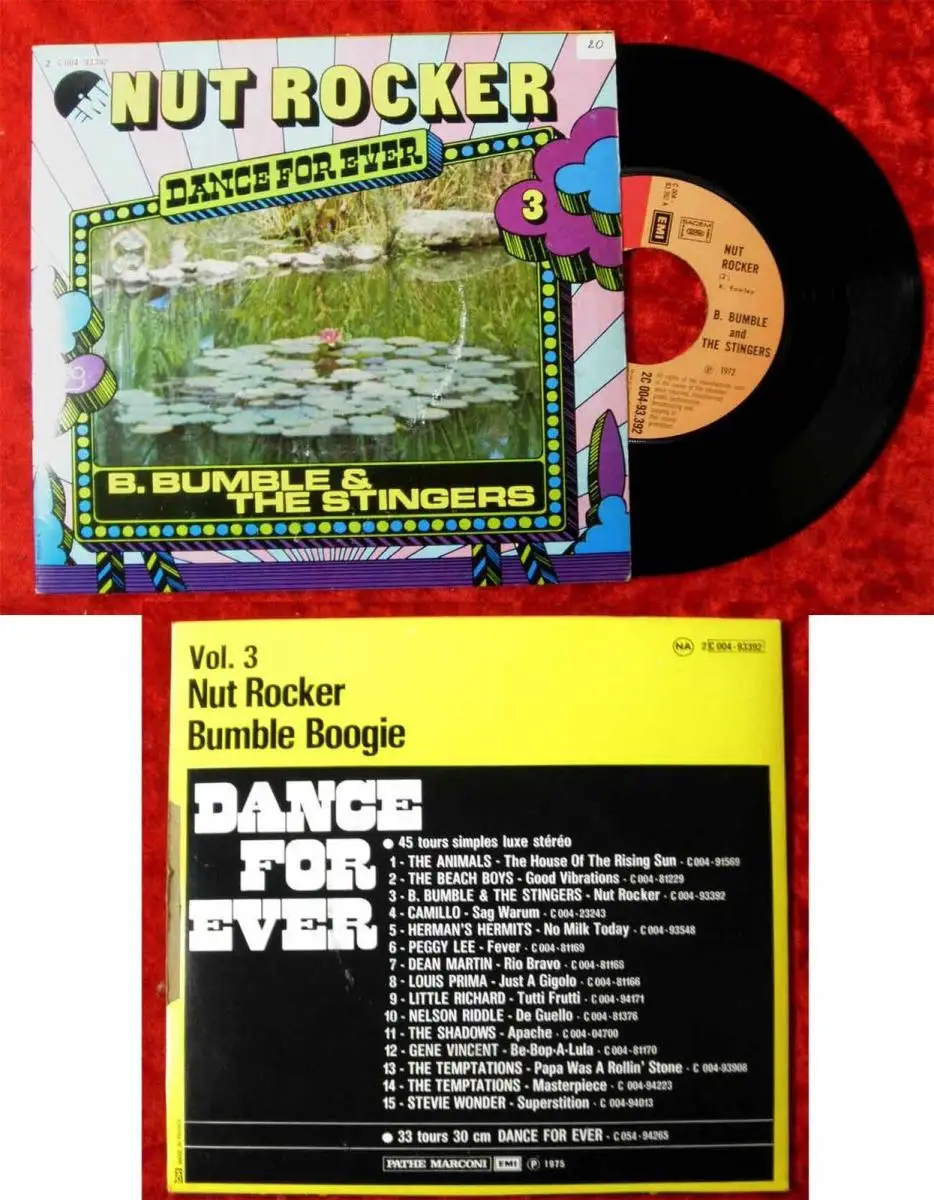 2 C 004-93392
20
NUT ROCKER
DANCE FOR EVER
3
B. BUMBLE &
THE STINGERS
C 004-
93.392 A
EMI
SACEM
NUT
ROCKER
B. BUMBLE
and
THE STINGERS
℗ 1972
2C 004-93.392
Vol. 3
NA 2 C 004-93392
Nut Rocker
Bumble Boogie
DANCE
FOR
EVER
● 45 tours simples luxe stéréo
1 - THE ANIMALS - The House Of The Rising Sun - C 004-91569
2 - THE BEACH BOYS - Good Vibrations - C 004-81229
3 - B. BUMBLE & THE STINGERS - Nut Rocker - C 004-93392
4 - CAMILLO - Sag Warum - C 004-23243
5 - HERMAN'S HERMITS - No Milk Today - C 004-93548
6 - PEGGY LEE - Fever - C 004-81169
7 - DEAN MARTIN - Rio Bravo - C 004-81168
8 - LOUIS PRIMA - Just A Gigolo - C 004-81166
9 - LITTLE RICHARD - Tutti Frutti - C 004-94171
10 - NELSON RIDDLE - De Guello - C 004-81376
11 - THE SHADOWS - Apache - C 004-04700
12 - GENE VINCENT - Be-Bop-A-Lula - C 004-81170
13 - THE TEMPTATIONS - Papa Was A Rollin' Stone - C 004-93908
14 - THE TEMPTATIONS - Masterpiece - C 004-94223
15 - STEVIE WONDER - Superstition - C 004-94013
● 33 tours 30 cm DANCE FOR EVER - C 054-94265
PATHE MARCONI EMI ℗ 1975
MADE IN FRANCE